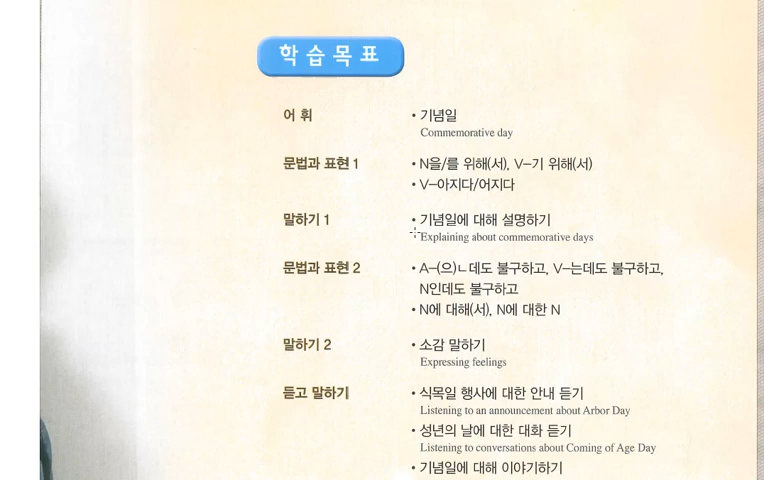 학습목표
어 휘
• 기념일
Commemorative day
문법과 표현 1
• N을/를 위해(서), V-기 위해(서)
• V-아지다/어지다
말하기 1
• 기념일에 대해 설명하기
Explaining about commemorative days
문법과 표현 2
• A-(으)ㄴ데도 불구하고, V-는데도 불구하고,
N인데도 불구하고
• N에 대해(서), N에 대한 N
말하기 2
• 소감 말하기
Expressing feelings
듣고 말하기
• 식목일 행사에 대한 안내 듣기
Listening to an announcement about Arbor Day
• 성년의 날에 대한 대화 듣기
Listening to conversations about Coming of Age Day
• 기념일에 대해 이야기하기